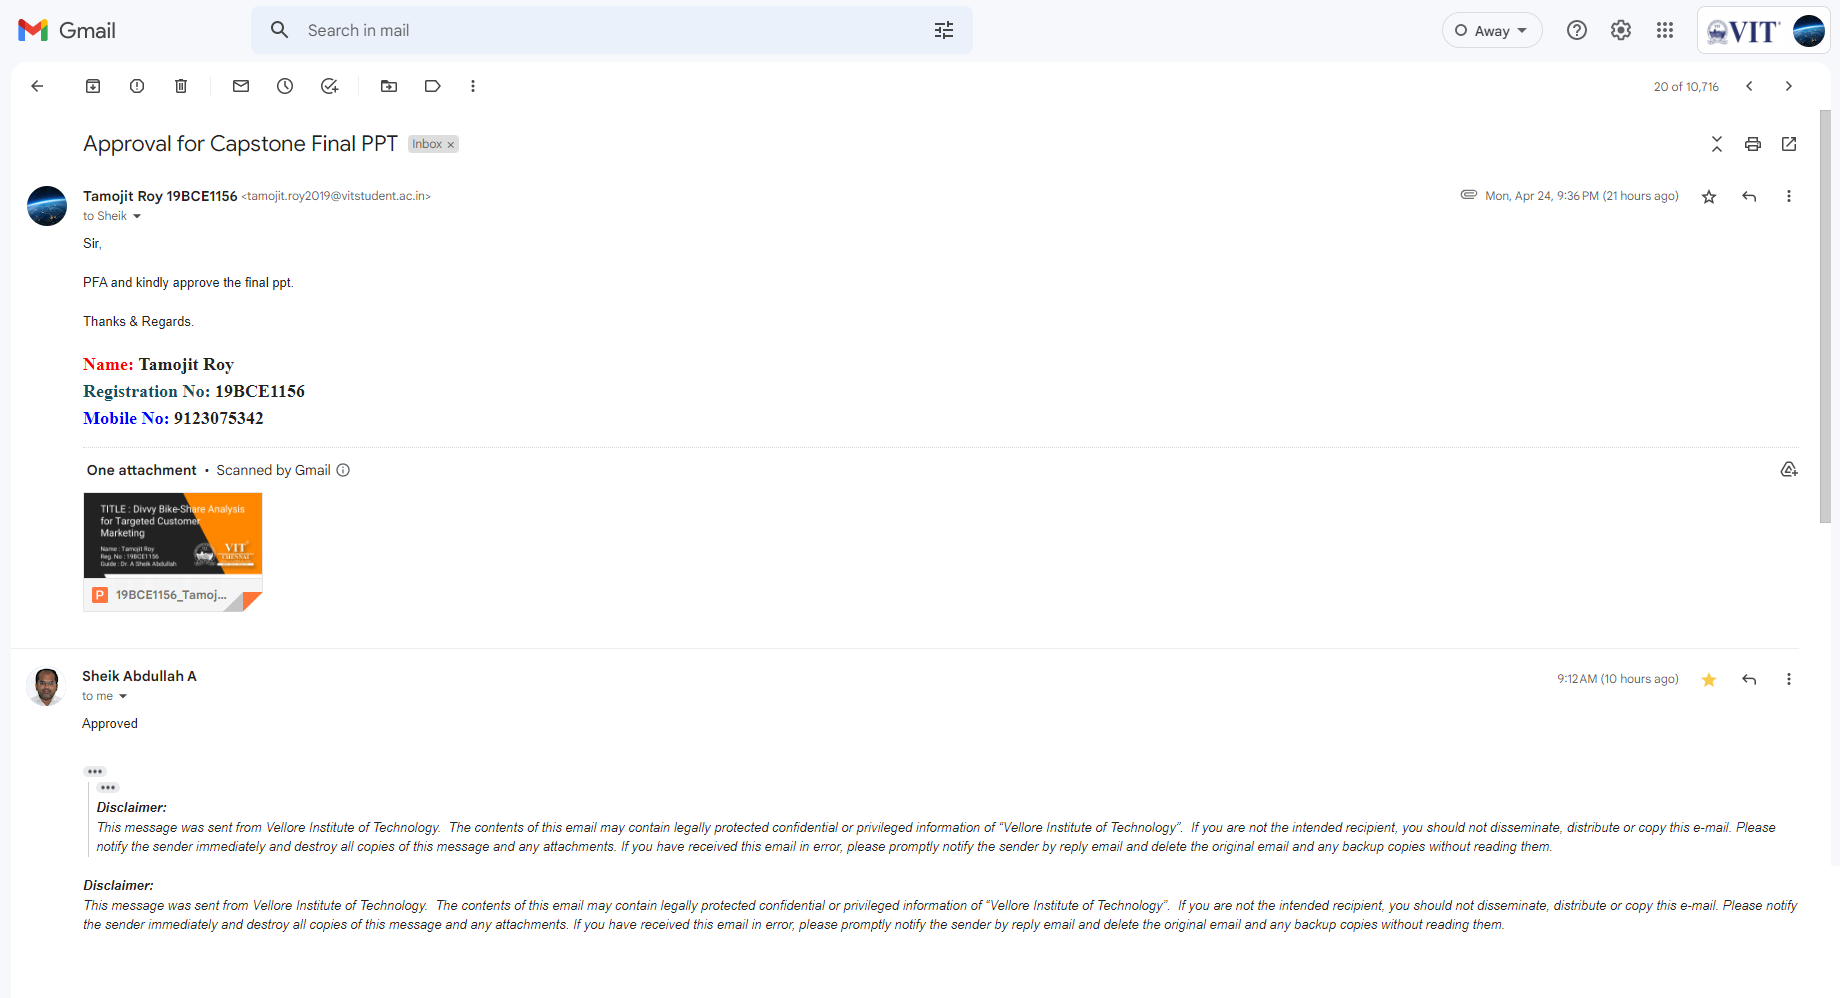 Gmail
Search in mail
Away
VIT
20 of 10,716
Approval for Capstone Final PPT Inbox ×
Tamojit Roy 19BCE1156 <tamojit.roy2019@vitstudent.ac.in>
Mon, Apr 24, 9:36 PM (21 hours ago)
to Sheik
Sir,
PFA and kindly approve the final ppt.
Thanks & Regards.
Name: Tamojit Roy
Registration No: 19BCE1156
Mobile No: 9123075342
One attachment • Scanned by Gmail
TITLE : Divvy Bike-Share Analysis
for Targeted Customer
Marketing
Name : Tamojit Roy
Reg. No : 19BCE1156
Guide : Dr. A Sheik Abdullah
VIT
CHENNAI
P 19BCE1156_Tamoj...
Sheik Abdullah A
9:12 AM (10 hours ago)
to me
Approved
Disclaimer:
This message was sent from Vellore Institute of Technology.  The contents of this email may contain legally protected confidential or privileged information of “Vellore Institute of Technology”.  If you are not the intended recipient, you should not disseminate, distribute or copy this e-mail. Please
notify the sender immediately and destroy all copies of this message and any attachments. If you have received this email in error, please promptly notify the sender by reply email and delete the original email and any backup copies without reading them.
Disclaimer:
This message was sent from Vellore Institute of Technology.  The contents of this email may contain legally protected confidential or privileged information of “Vellore Institute of Technology”.  If you are not the intended recipient, you should not disseminate, distribute or copy this e-mail. Please notify
the sender immediately and destroy all copies of this message and any attachments. If you have received this email in error, please promptly notify the sender by reply email and delete the original email and any backup copies without reading them.